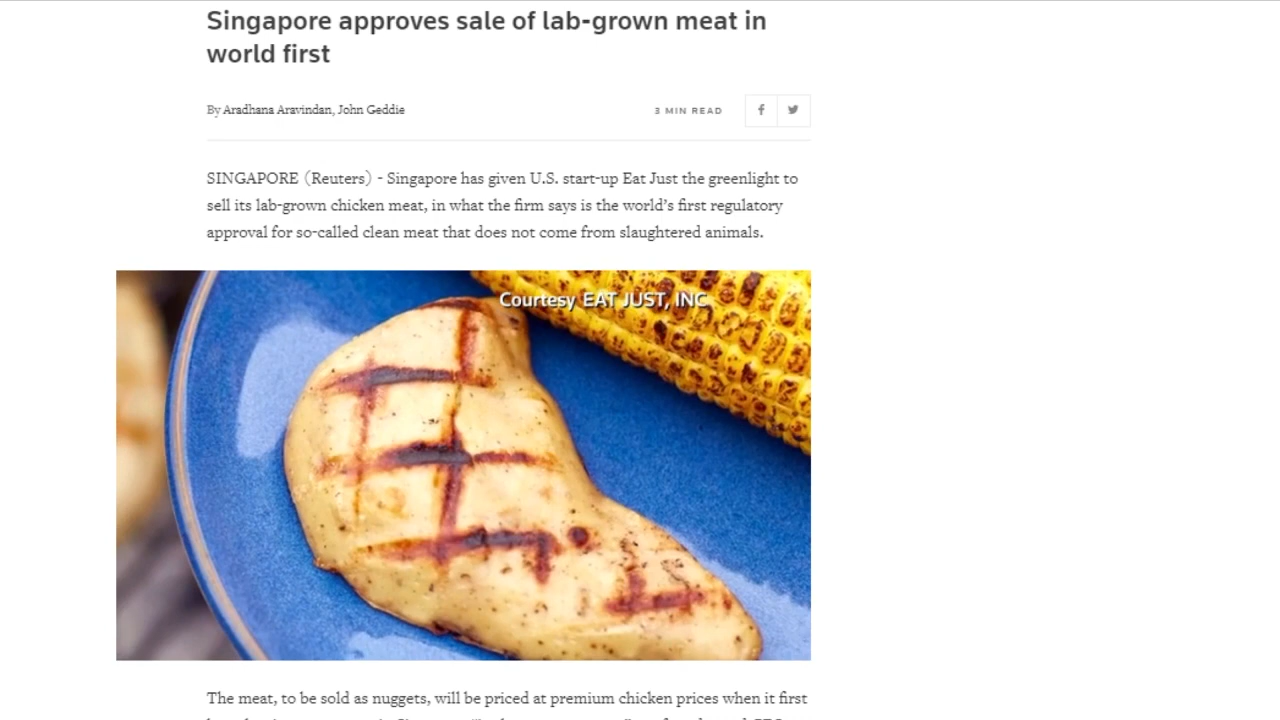 Singapore approves sale of lab-grown meat in
world first
By Aradhana Aravindan, John Geddie
3 MIN READ
SINGAPORE (Reuters) - Singapore has given U.S. start-up Eat Just the greenlight to
sell its lab-grown chicken meat, in what the firm says is the world’s first regulatory
approval for so-called clean meat that does not come from slaughtered animals.
Courtesy EAT JUST, INC
The meat, to be sold as nuggets, will be priced at premium chicken prices when it first